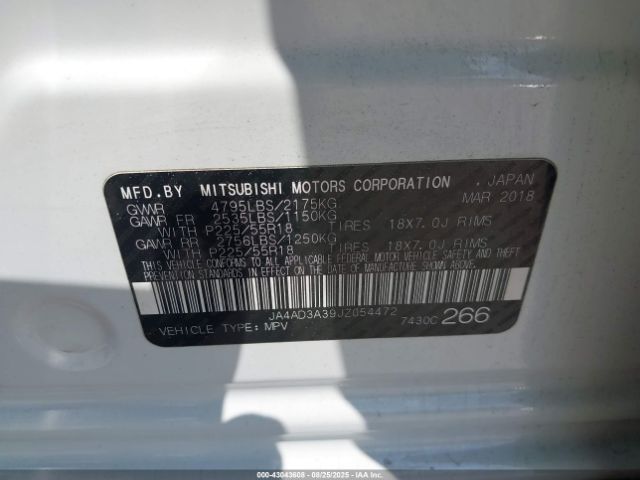 MFD.BY MITSUBISHI MOTORS CORPORATION , JAPAN
GVWR 4795LBS/2175KG MAR 2018
GAWR FR 2535LBS/1150KG
WITH P225/55R18 TIRES 18X7.0J RIMS
GAWR RR 2756LBS/1250KG
WITH P225/55R18 TIRES 18X7.0J RIMS
THIS VEHICLE CONFORMS TO ALL APPLICABLE FEDERAL MOTOR VEHICLE SAFETY AND THEFT
PREVENTION STANDARDS IN EFFECT ON THE DATE OF MANUFACTURE SHOWN ABOVE.
JA4AD3A39JZ054472
VEHICLE TYPE: MPV 7430C 266
000-43043608 - 08/25/2025 - copart.iaai.com